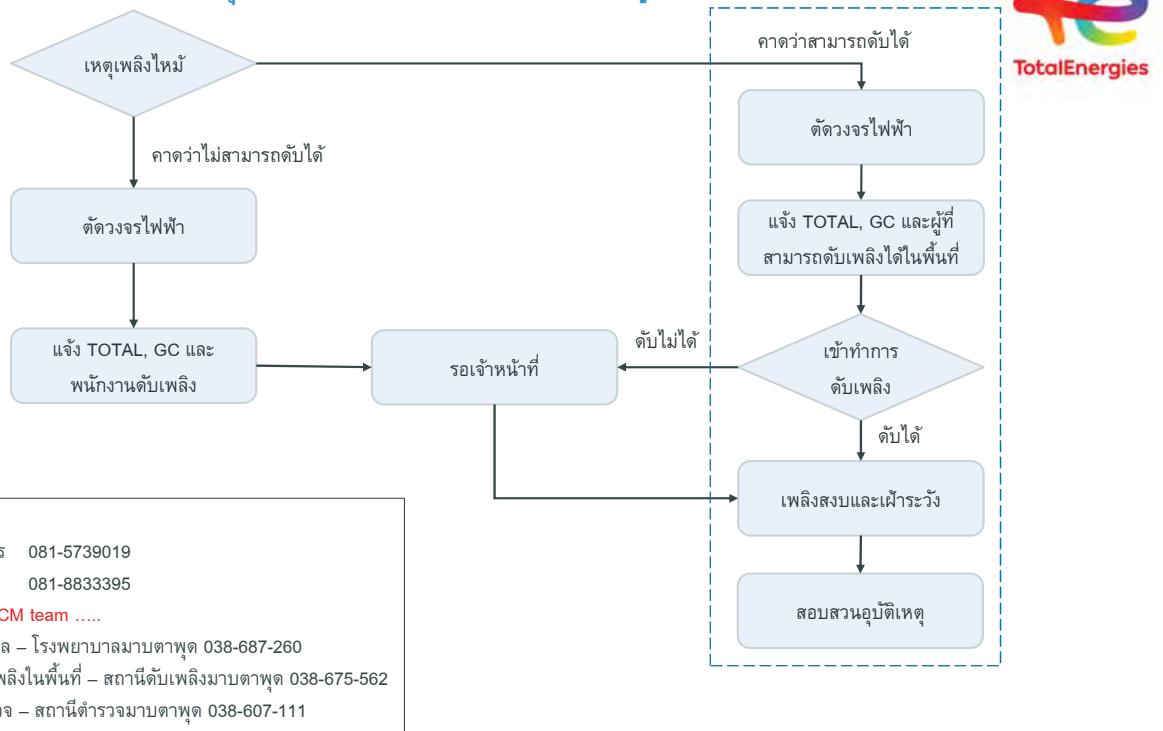 คาดว่าสามารถดับได้
TotalEnergies
เหตุเพลิงไหม้
ตัดวงจรไฟฟ้า
คาดว่าไม่สามารถดับได้
แจ้ง TOTAL, GC และผู้ที่
สามารถดับเพลิงได้ในพื้นที่
ตัดวงจรไฟฟ้า
แจ้ง TOTAL, GC และ
พนักงานดับเพลิง
รอเจ้าหน้าที่
ดับไม่ได้
เข้าทำการ
ดับเพลิง
ดับได้
เพลิงสงบและเฝ้าระวัง
สอบสวนอุบัติเหตุ
081-5739019
081-8833395
CM team …..
– โรงพยาบาลมาบตาพุด 038-687-260
พลิงในพื้นที่ – สถานีดับเพลิงมาบตาพุด 038-675-562
– สถานีตำรวจมาบตาพุด 038-607-111